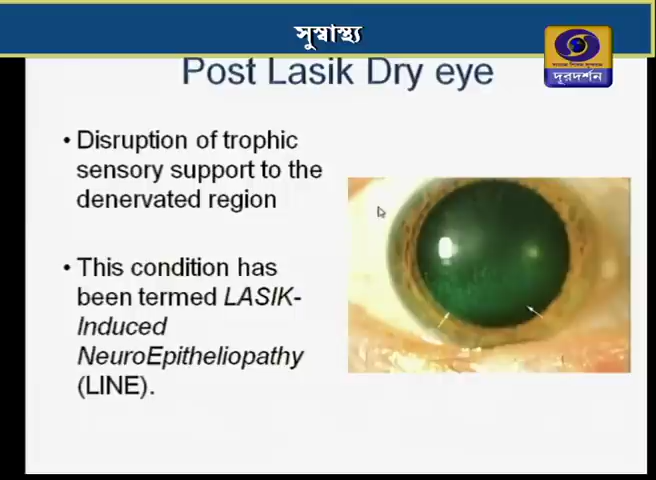 সুস্বাস্থ্য
Post Lasik Dry eye
দূরদর্শন
• Disruption of trophic
sensory support to the
denervated region
• This condition has
been termed LASIK-
Induced
NeuroEpitheliopathy
(LINE).